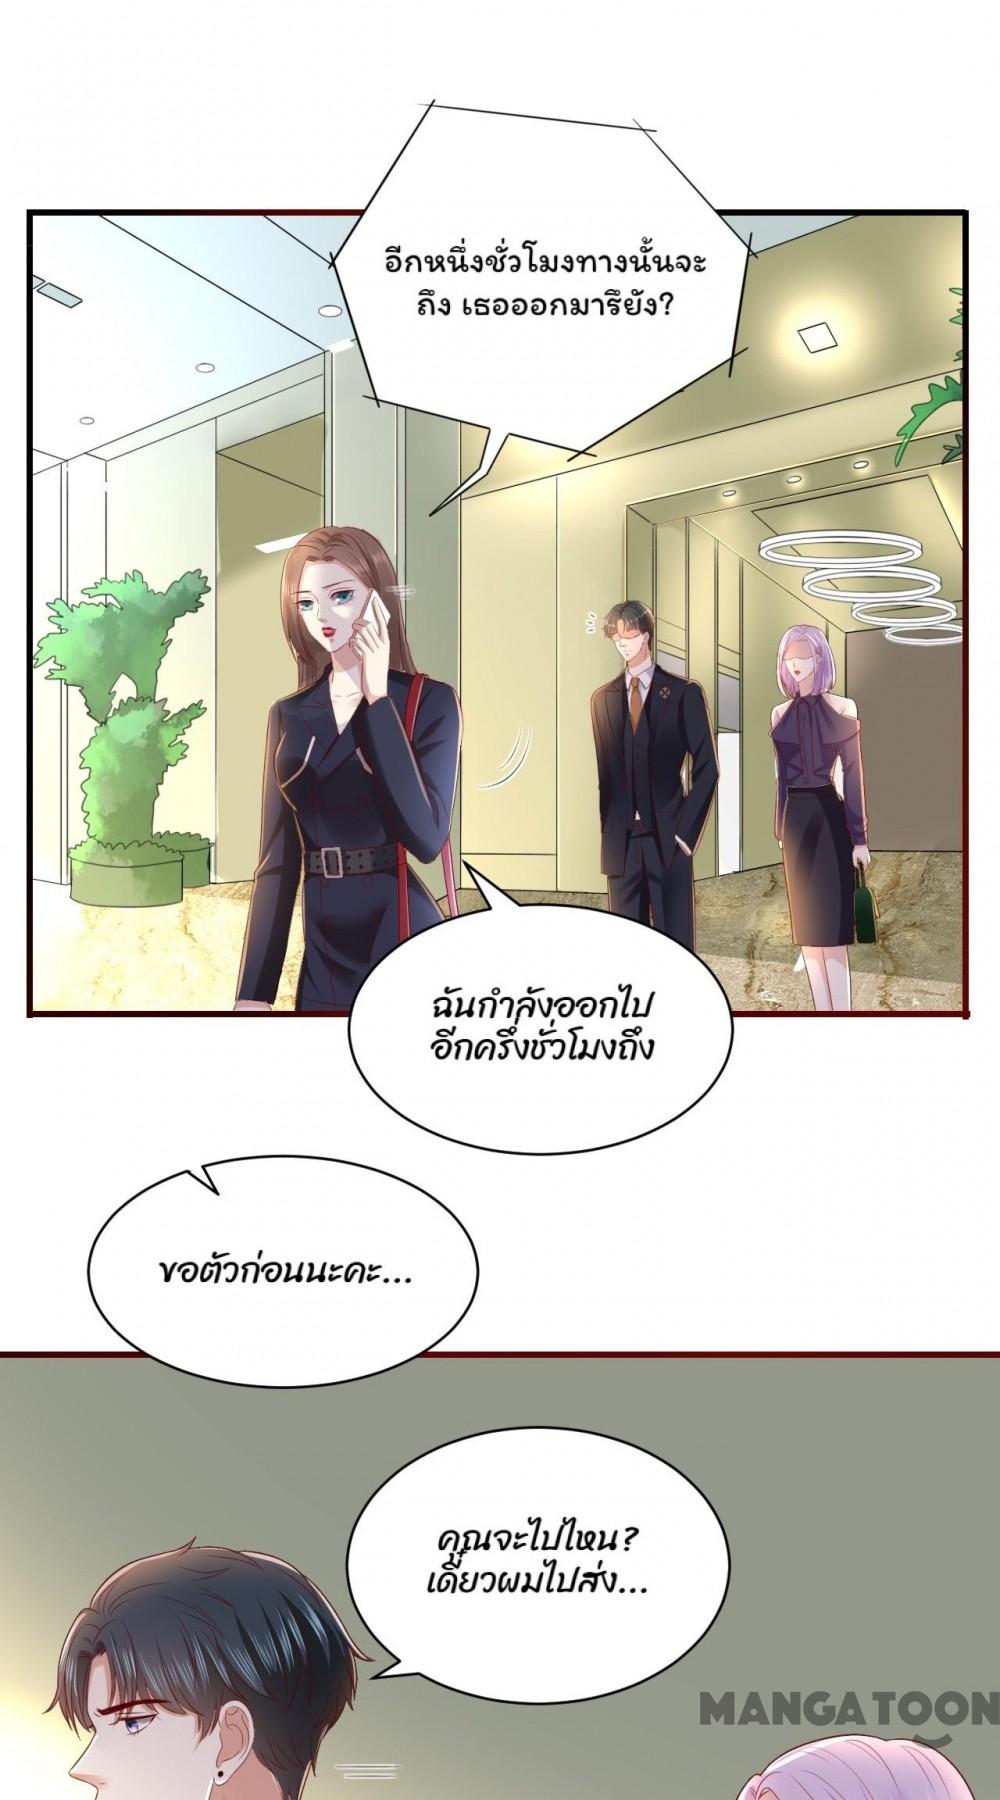 อีกหนึ่งชั่วโมงทางนั้นจะ
ถึง เธอออกมารึยัง?
ฉันกำลังออกไป
อีกครึ่งชั่วโมงถึง
ขอตัวก่อนนะคะ...
คุณจะไปไหน?
เดี๋ยวผมไปส่ง...
MANGATOON